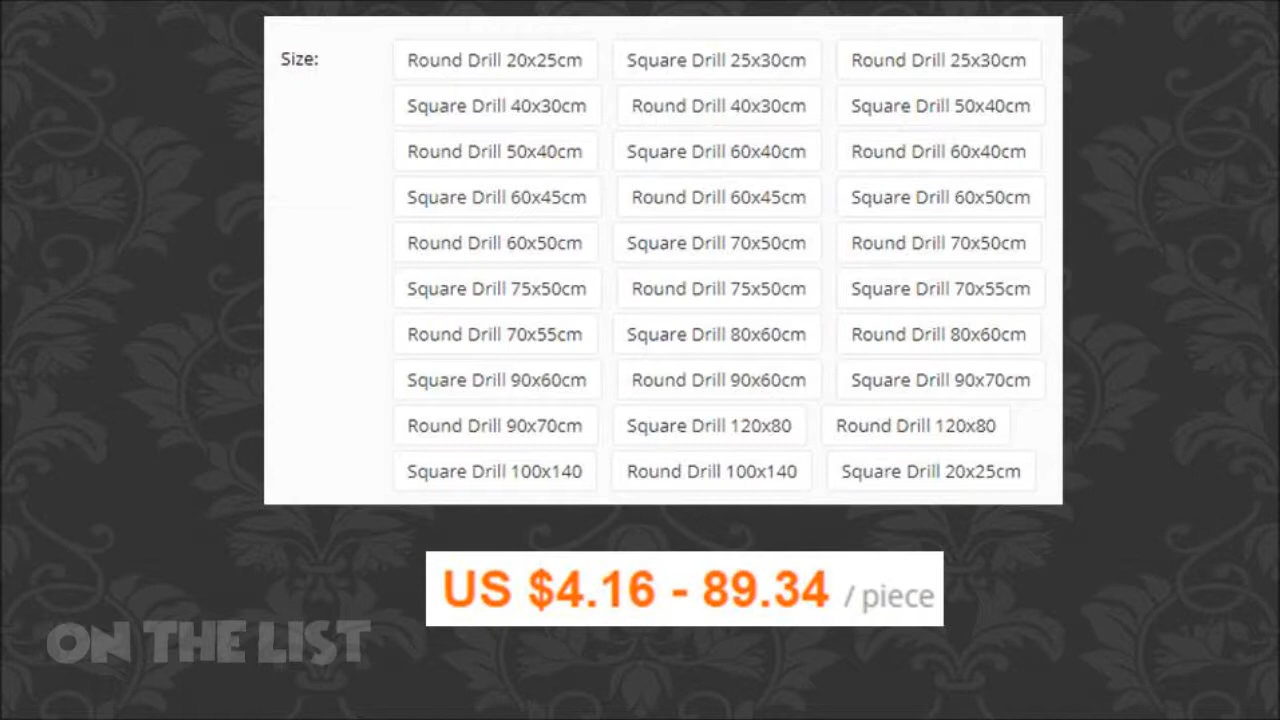 Size: Round Drill 20x25cm Square Drill 25x30cm Round Drill 25x30cm
Square Drill 40x30cm Round Drill 40x30cm Square Drill 50x40cm
Round Drill 50x40cm Square Drill 60x40cm Round Drill 60x40cm
Square Drill 60x45cm Round Drill 60x45cm Square Drill 60x50cm
Round Drill 60x50cm Square Drill 70x50cm Round Drill 70x50cm
Square Drill 75x50cm Round Drill 75x50cm Square Drill 70x55cm
Round Drill 70x55cm Square Drill 80x60cm Round Drill 80x60cm
Square Drill 90x60cm Round Drill 90x60cm Square Drill 90x70cm
Round Drill 90x70cm Square Drill 120x80 Round Drill 120x80
Square Drill 100x140 Round Drill 100x140 Square Drill 20x25cm
US $4.16 - 89.34 / piece
ON THE LIST